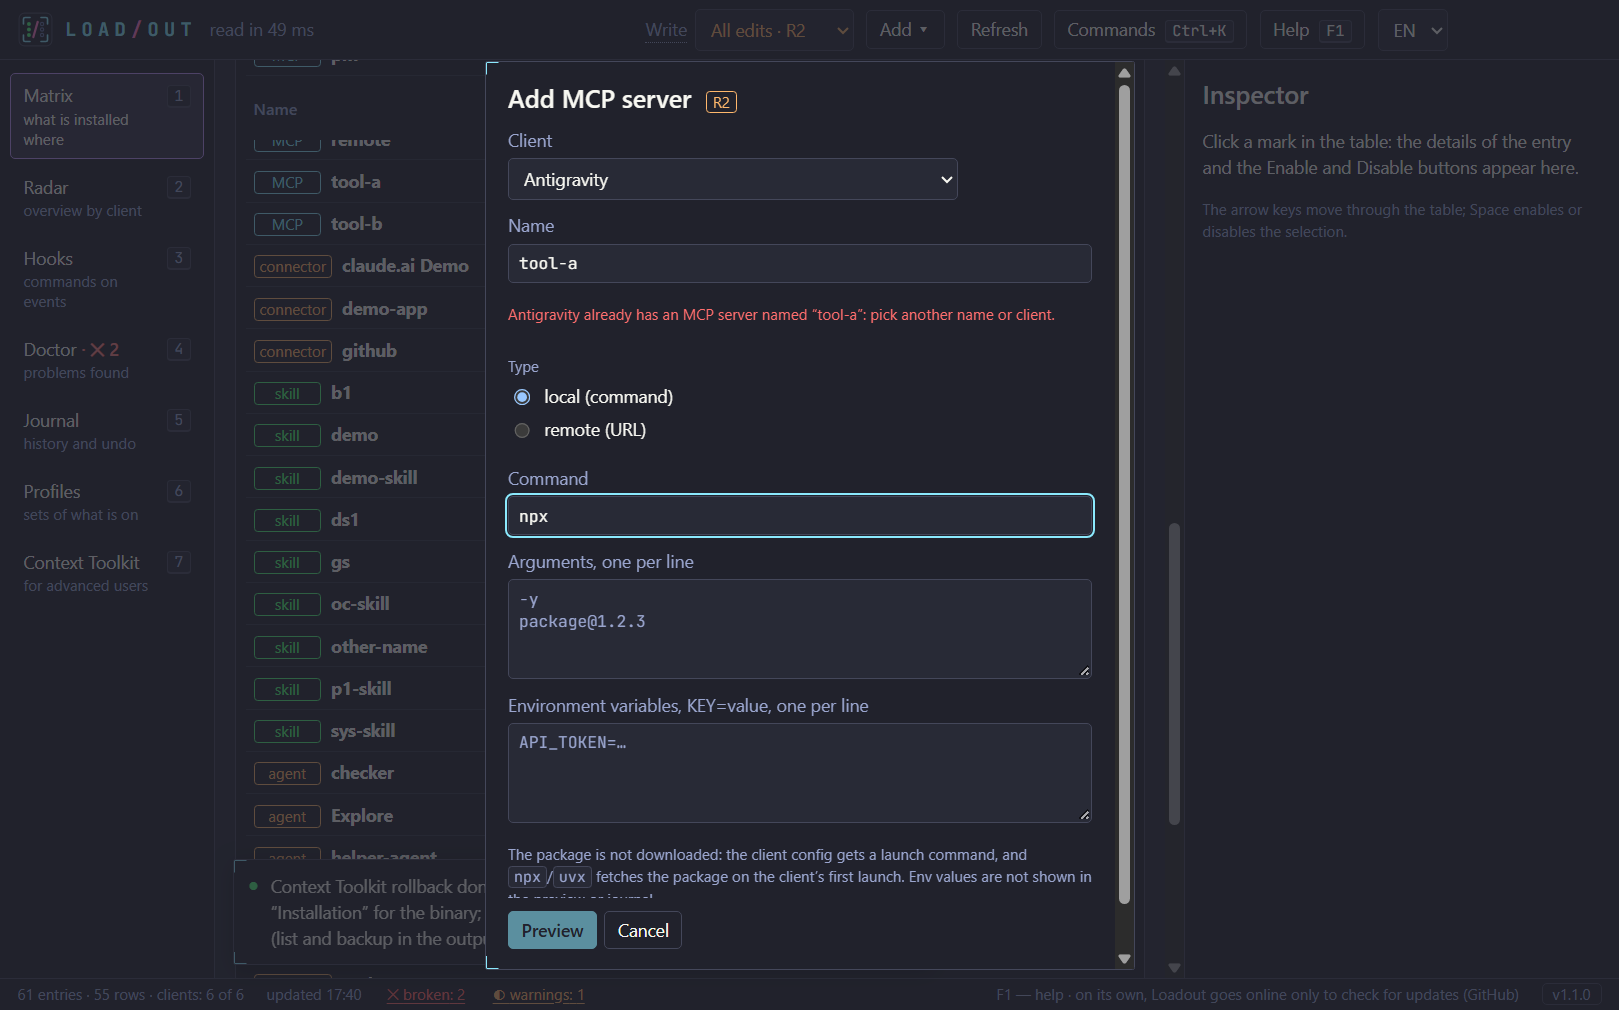 LOAD/OUT
read in 49 ms
Write
All edits · R2
Add ▾
Refresh
Commands Ctrl+K
Help F1
EN
Matrix 1
what is installed
where
Radar 2
overview by client
Hooks 3
commands on
events
Doctor · ✕ 2 4
problems found
Journal 5
history and undo
Profiles 6
sets of what is on
Context Toolkit 7
for advanced users
Name
MCP remote
MCP tool-a
MCP tool-b
connector claude.ai Demo
connector demo-app
connector github
skill b1
skill demo
skill demo-skill
skill ds1
skill gs
skill oc-skill
skill other-name
skill p1-skill
skill sys-skill
agent checker
agent Explore
agent helper-agent
Context Toolkit rollback don
“Installation” for the binary;
(list and backup in the outpu
Add MCP server R2
Client
Antigravity
Name
tool-a
Antigravity already has an MCP server named “tool-a”: pick another name or client.
Type
local (command)
remote (URL)
Command
npx
Arguments, one per line
-y
package@1.2.3
Environment variables, KEY=value, one per line
API_TOKEN=…
The package is not downloaded: the client config gets a launch command, and
npx/uvx fetches the package on the client’s first launch. Env values are not shown in
the preview or journal.
Preview
Cancel
Inspector
Click a mark in the table: the details of the entry
and the Enable and Disable buttons appear here.
The arrow keys move through the table; Space enables or
disables the selection.
61 entries · 55 rows · clients: 6 of 6
updated 17:40
✕ broken: 2
◐ warnings: 1
F1 — help · on its own, Loadout goes online only to check for updates (GitHub)
v1.1.0